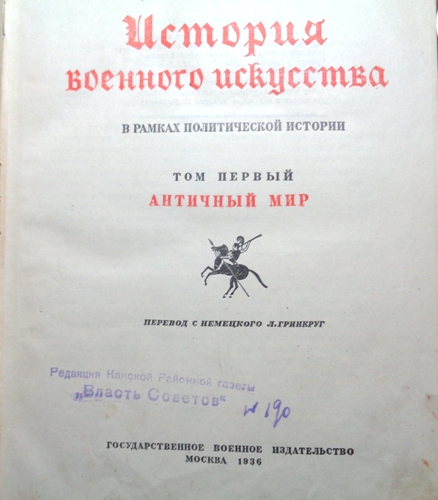 История
военного искусства
В РАМКАХ ПОЛИТИЧЕСКОЙ ИСТОРИИ
ТОМ ПЕРВЫЙ
АНТИЧНЫЙ МИР
ПЕРЕВОД С НЕМЕЦКОГО Л.ГРИНКРУГ
Редакция Канской Районной газеты
„Власть Советов“
№ 190
ГОСУДАРСТВЕННОЕ ВОЕННОЕ ИЗДАТЕЛЬСТВО
МОСКВА 1936